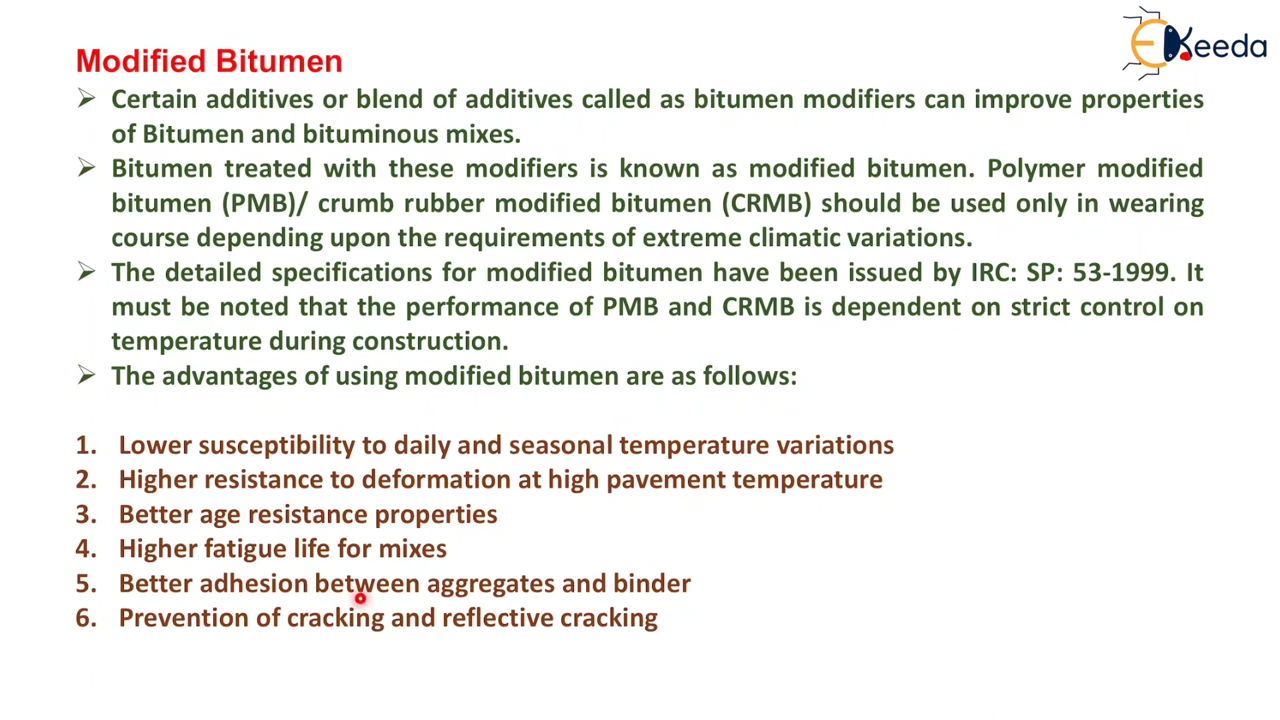 EKeeda
Modified Bitumen
➢ Certain additives or blend of additives called as bitumen modifiers can improve properties
of Bitumen and bituminous mixes.
➢ Bitumen treated with these modifiers is known as modified bitumen. Polymer modified
bitumen (PMB)/ crumb rubber modified bitumen (CRMB) should be used only in wearing
course depending upon the requirements of extreme climatic variations.
➢ The detailed specifications for modified bitumen have been issued by IRC: SP: 53-1999. It
must be noted that the performance of PMB and CRMB is dependent on strict control on
temperature during construction.
➢ The advantages of using modified bitumen are as follows:
1. Lower susceptibility to daily and seasonal temperature variations
2. Higher resistance to deformation at high pavement temperature
3. Better age resistance properties
4. Higher fatigue life for mixes
5. Better adhesion between aggregates and binder
6. Prevention of cracking and reflective cracking